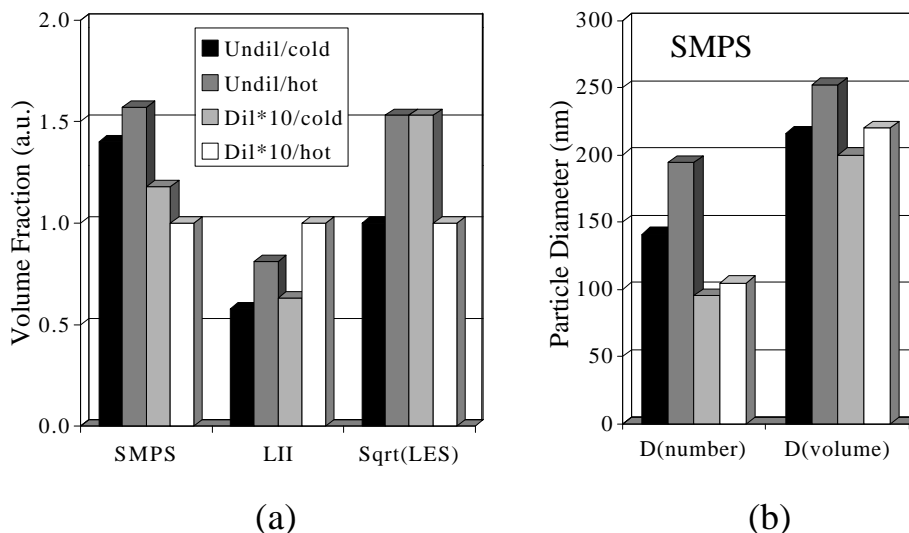 2.0
1.5
1.0
0.5
0.0
Volume Fraction (a.u.)
Undil/cold
Undil/hot
Dil*10/cold
Dil*10/hot
SMPS LII Sqrt(LES)
(a)
300
250
200
150
100
50
0
Particle Diameter (nm)
SMPS
D(number) D(volume)
(b)